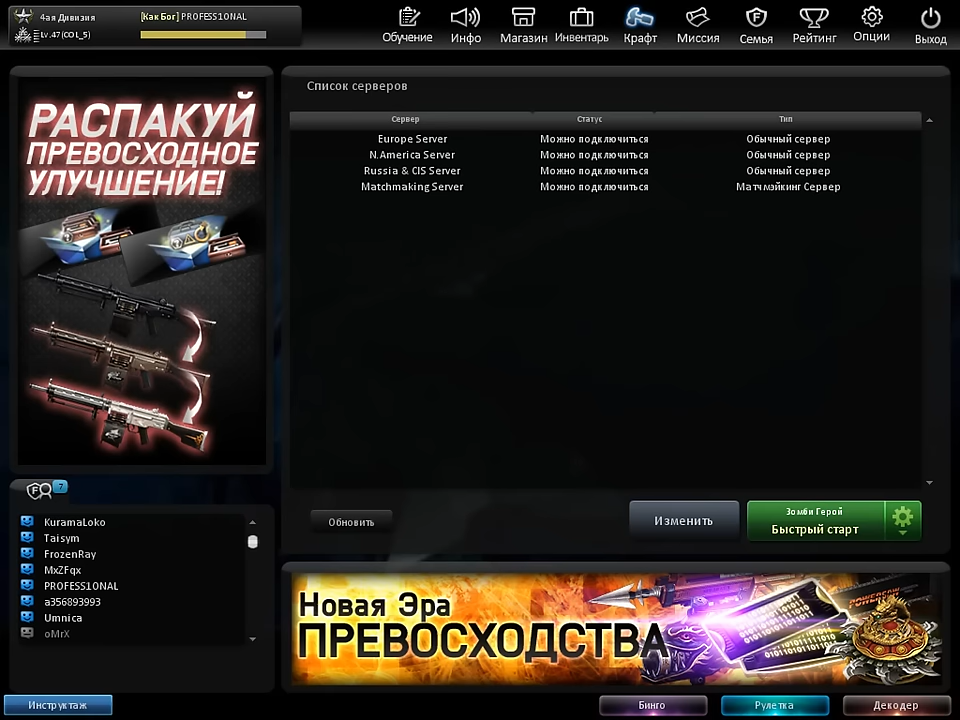 4ая Дивизия
[Как Бог] PROFESS1ONAL
Lv.47(COL_5)
Обучение
Инфо
Магазин
Инвентарь
Крафт
Миссия
Семья
Рейтинг
Опции
Выход
РАСПАКУЙ
ПРЕВОСХОДНОЕ
УЛУЧШЕНИЕ!
Список серверов
Сервер Статус Тип
Europe Server Можно подключиться Обычный сервер
N.America Server Можно подключиться Обычный сервер
Russia & CIS Server Можно подключиться Обычный сервер
Matchmaking Server Можно подключиться Матчмэйкинг Сервер
7
KuramaLoko
Taisym
FrozenRay
MxZFqx
PROFESS1ONAL
a356893993
Umnica
oMrX
Обновить
Изменить
Зомби Герой
Быстрый старт
Новая Эра
ПРЕВОСХОДСТВА
Инструктаж
Бинго
Рулетка
Декодер